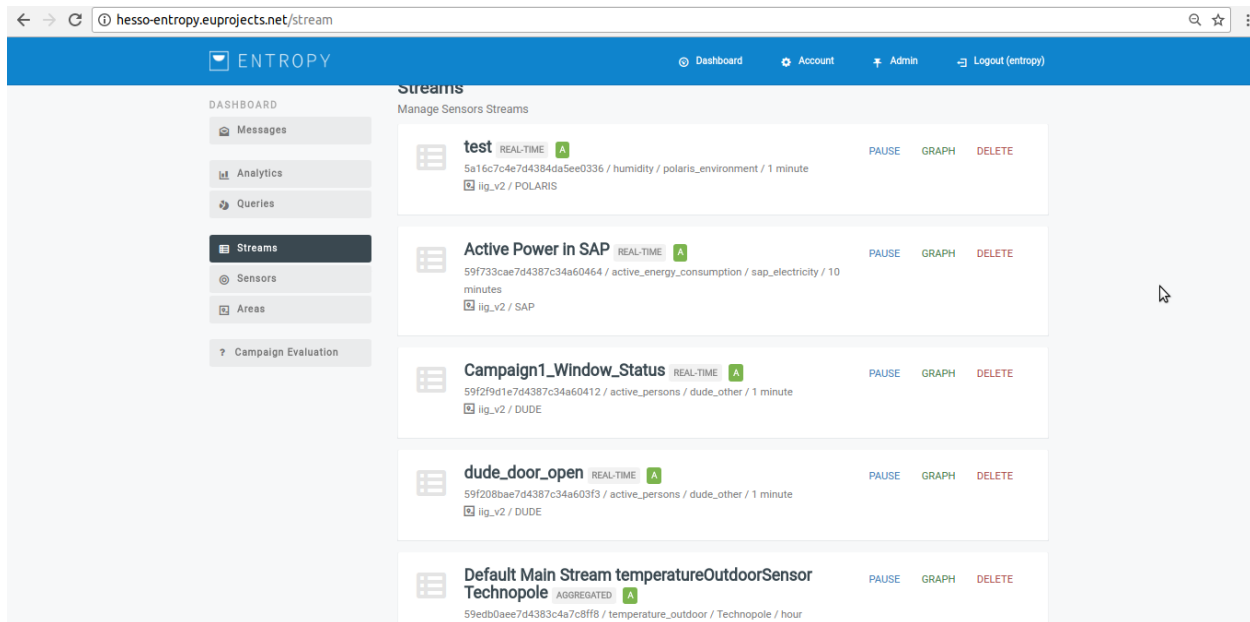 hesso-entropy.euprojects.net/stream
ENTROPY
Dashboard
Account
Admin
Logout (entropy)
DASHBOARD
Messages
Analytics
Queries
Streams
Sensors
Areas
? Campaign Evaluation
Streams
Manage Sensors Streams
test REAL-TIME A
5a16c7c4e7d4384da5ee0336 / humidity / polaris_environment / 1 minute
iig_v2 / POLARIS
PAUSE GRAPH DELETE
Active Power in SAP REAL-TIME A
59f733cae7d4387c34a60464 / active_energy_consumption / sap_electricity / 10
minutes
iig_v2 / SAP
PAUSE GRAPH DELETE
Campaign1_Window_Status REAL-TIME A
59f2f9d1e7d4387c34a60412 / active_persons / dude_other / 1 minute
iig_v2 / DUDE
PAUSE GRAPH DELETE
dude_door_open REAL-TIME A
59f208bae7d4387c34a603f3 / active_persons / dude_other / 1 minute
iig_v2 / DUDE
PAUSE GRAPH DELETE
Default Main Stream temperatureOutdoorSensor
Technopole AGGREGATED A
59edb0aee7d4383c4a7c8ff8 / temperature_outdoor / Technopole / hour
PAUSE GRAPH DELETE